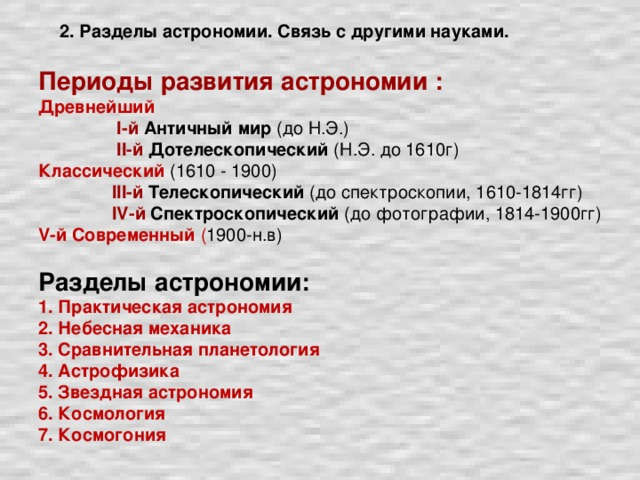 2. Разделы астрономии. Связь с другими науками.
Периоды развития астрономии :
Древнейший
I-й Античный мир (до Н.Э.)
II-й Дотелескопический (Н.Э. до 1610г)
Классический (1610 - 1900)
III-й Телескопический (до спектроскопии, 1610-1814гг)
IV-й Спектроскопический (до фотографии, 1814-1900гг)
V-й Современный (1900-н.в)
Разделы астрономии:
1. Практическая астрономия
2. Небесная механика
3. Сравнительная планетология
4. Астрофизика
5. Звездная астрономия
6. Космология
7. Космогония